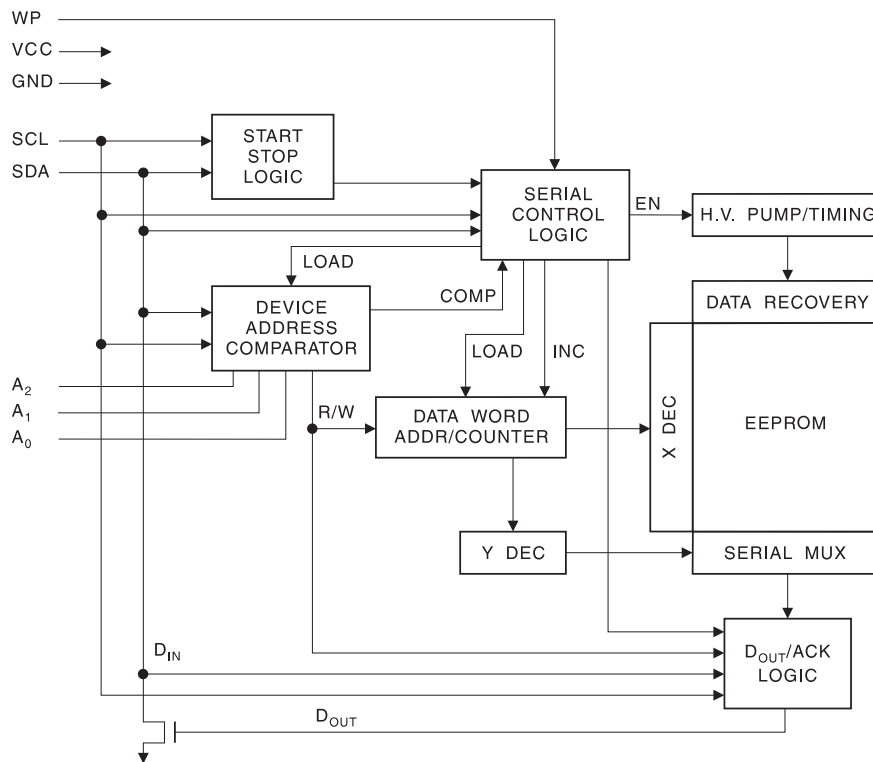 WP
VCC
GND
SCL
SDA
START
STOP
LOGIC
SERIAL
CONTROL
LOGIC
EN
H.V. PUMP/TIMING
LOAD
COMP
DEVICE
ADDRESS
COMPARATOR
DATA RECOVERY
LOAD
INC
A2
A1
A0
R/W
DATA WORD
ADDR/COUNTER
X DEC
EEPROM
Y DEC
SERIAL MUX
DIN
DOUT/ACK
LOGIC
DOUT